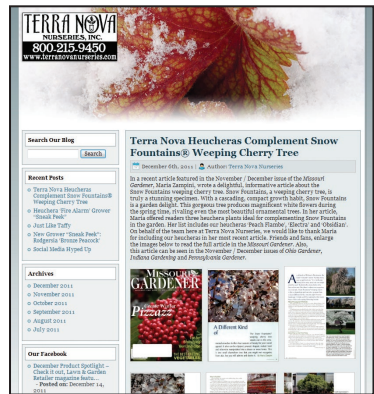 TERRA NOVA
NURSERIES, INC.
800-215-9450
www.terranovanurseries.com
Search Our Blog
Search
Recent Posts
Terra Nova Heucheras
Complement Snow Fountains®
Weeping Cherry Tree
Heuchera 'Fire Alarm' Grower
"Sneak Peek"
Just Like Taffy
New Grower "Sneek Peek":
Rodgersia 'Bronze Peacock'
Social Media Hyped Up
Archives
December 2011
November 2011
October 2011
September 2011
August 2011
July 2011
Our Facebook
December Product Spotlight –
Check it out, Lawn & Garden
Retailer magazine featu...
- Posted on: December 14,
2011
Terra Nova Heucheras Complement Snow
Fountains® Weeping Cherry Tree
December 6th, 2011 | Author: Terra Nova Nurseries
In a recent article featured in the November / December issue of the Missouri
Gardener, Maria Zampini, wrote a delightful, informative article about the
Snow Fountains weeping cherry tree. Snow Fountains, a weeping cherry tree, is
truly a stunning specimen. With a cascading, compact growth habit, Snow Fountains
is a garden delight. This gorgeous tree produces magnificent white flowers during
the spring time, rivaling even the most beautiful ornamental trees. In her article,
Maria offered readers three heuchera plants ideal for complementing Snow Fountains
in the garden. Her list includes our heucheras: 'Peach Flambe', 'Electra' and 'Obsidian'.
On behalf of the team here at Terra Nova Nurseries, we would like to thank Maria
for including our heucheras in her most recent article. Friends and fans, enlarge
the images below to read the full article in the Missouri Gardener. Also,
this article can be seen in the November / December issue of Ohio Gardener,
Indiana Gardening and Pennsylvania Gardener.
MISSOURI
GARDENER
Pizzazz
A Different Kind
of